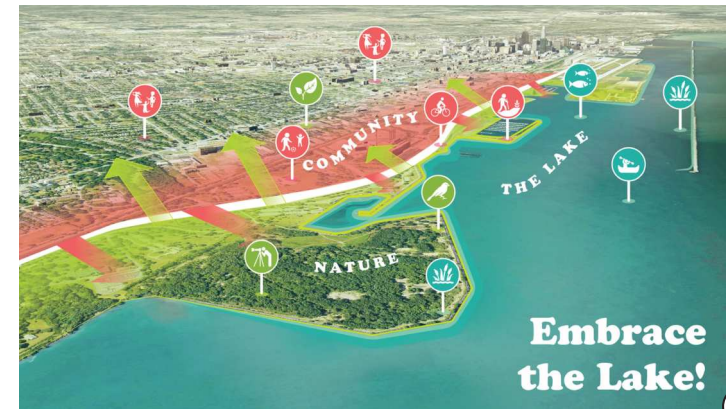 COMMUNITY
THE LAKE
NATURE
Embrace
the Lake!